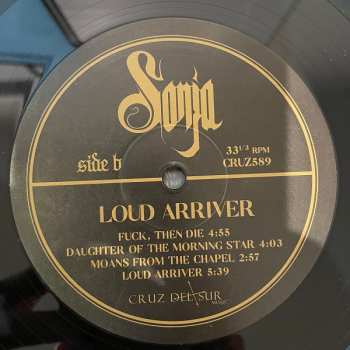 Sonja
side b
33 1/3 RPM
CRUZ589
LOUD ARRIVER
FUCK, THEN DIE 4:55
DAUGHTER OF THE MORNING STAR 4:03
MOANS FROM THE CHAPEL 2:57
LOUD ARRIVER 5:39
CRUZ DEL SUR
MUSIC